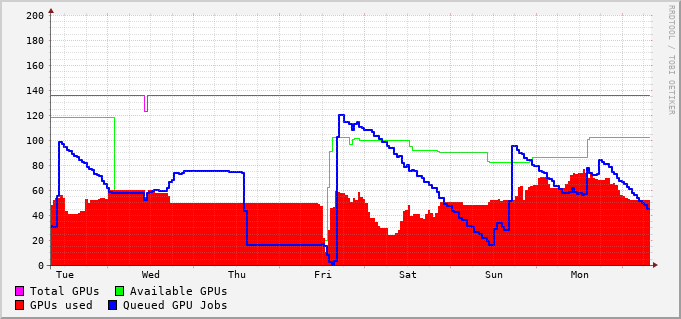 200
180
160
140
120
100
80
60
40
20
0
Tue Wed Thu Fri Sat Sun Mon
Total GPUs Available GPUs
GPUs used Queued GPU Jobs
RRDTOOL / TOBI OETIKER